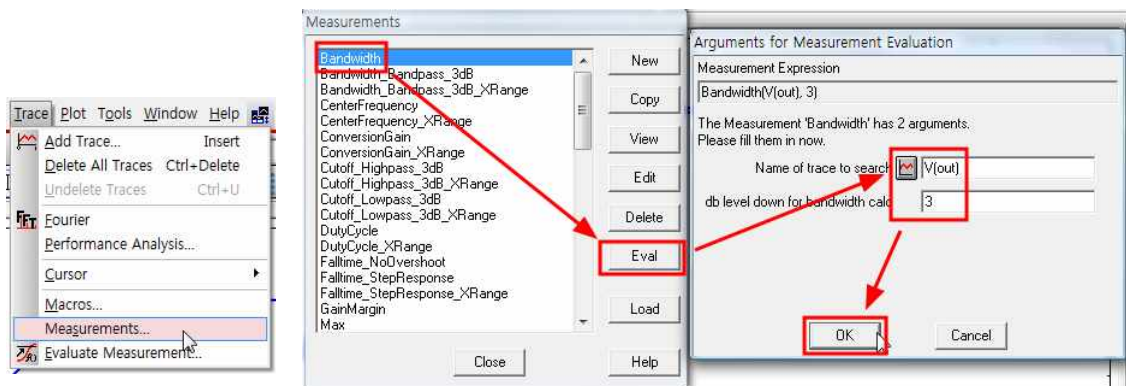 Trace Plot Tools Window Help
Add Trace... Insert
Delete All Traces Ctrl+Delete
Undelete Traces Ctrl+U
FFT Fourier
Performance Analysis...
Cursor
Macros...
Measurements...
Evaluate Measurement...
Measurements
Bandwidth
Bandwidth_Bandpass_3dB
Bandwidth_Bandpass_3dB_XRange
CenterFrequency
CenterFrequency_XRange
ConversionGain
ConversionGain_XRange
Cutoff_Highpass_3dB
Cutoff_Highpass_3dB_XRange
Cutoff_Lowpass_3dB
Cutoff_Lowpass_3dB_XRange
DutyCycle
DutyCycle_XRange
Falltime_NoOvershoot
Falltime_StepResponse
Falltime_StepResponse_XRange
GainMargin
Max
New
Copy
View
Edit
Delete
Eval
Load
Close
Help
Arguments for Measurement Evaluation
Measurement Expression
Bandwidth(V(out), 3)
The Measurement 'Bandwidth' has 2 arguments.
Please fill them in now.
Name of trace to search V(out)
db level down for bandwidth calc 3
OK
Cancel